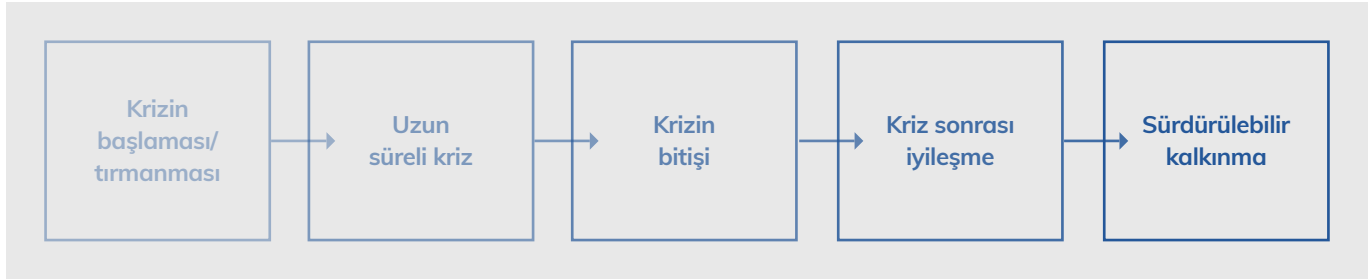 Krizin
başlaması/
tırmanması
Uzun
süreli kriz
Krizin
bitişi
Kriz sonrası
iyileşme
Sürdürülebilir
kalkınma